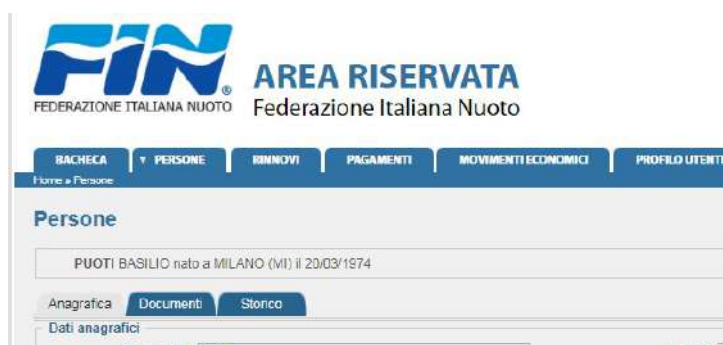 FIN®
FEDERAZIONE ITALIANA NUOTO
AREA RISERVATA
Federazione Italiana Nuoto
BACHECA ▼ PERSONE RINNOVI PAGAMENTI MOVIMENTI ECONOMICI PROFILO UTENTE
Home » Persone
Persone
PUOTI BASILIO nato a MILANO (MI) il 20/03/1974
Anagrafica Documenti Storico
Dati anagrafici